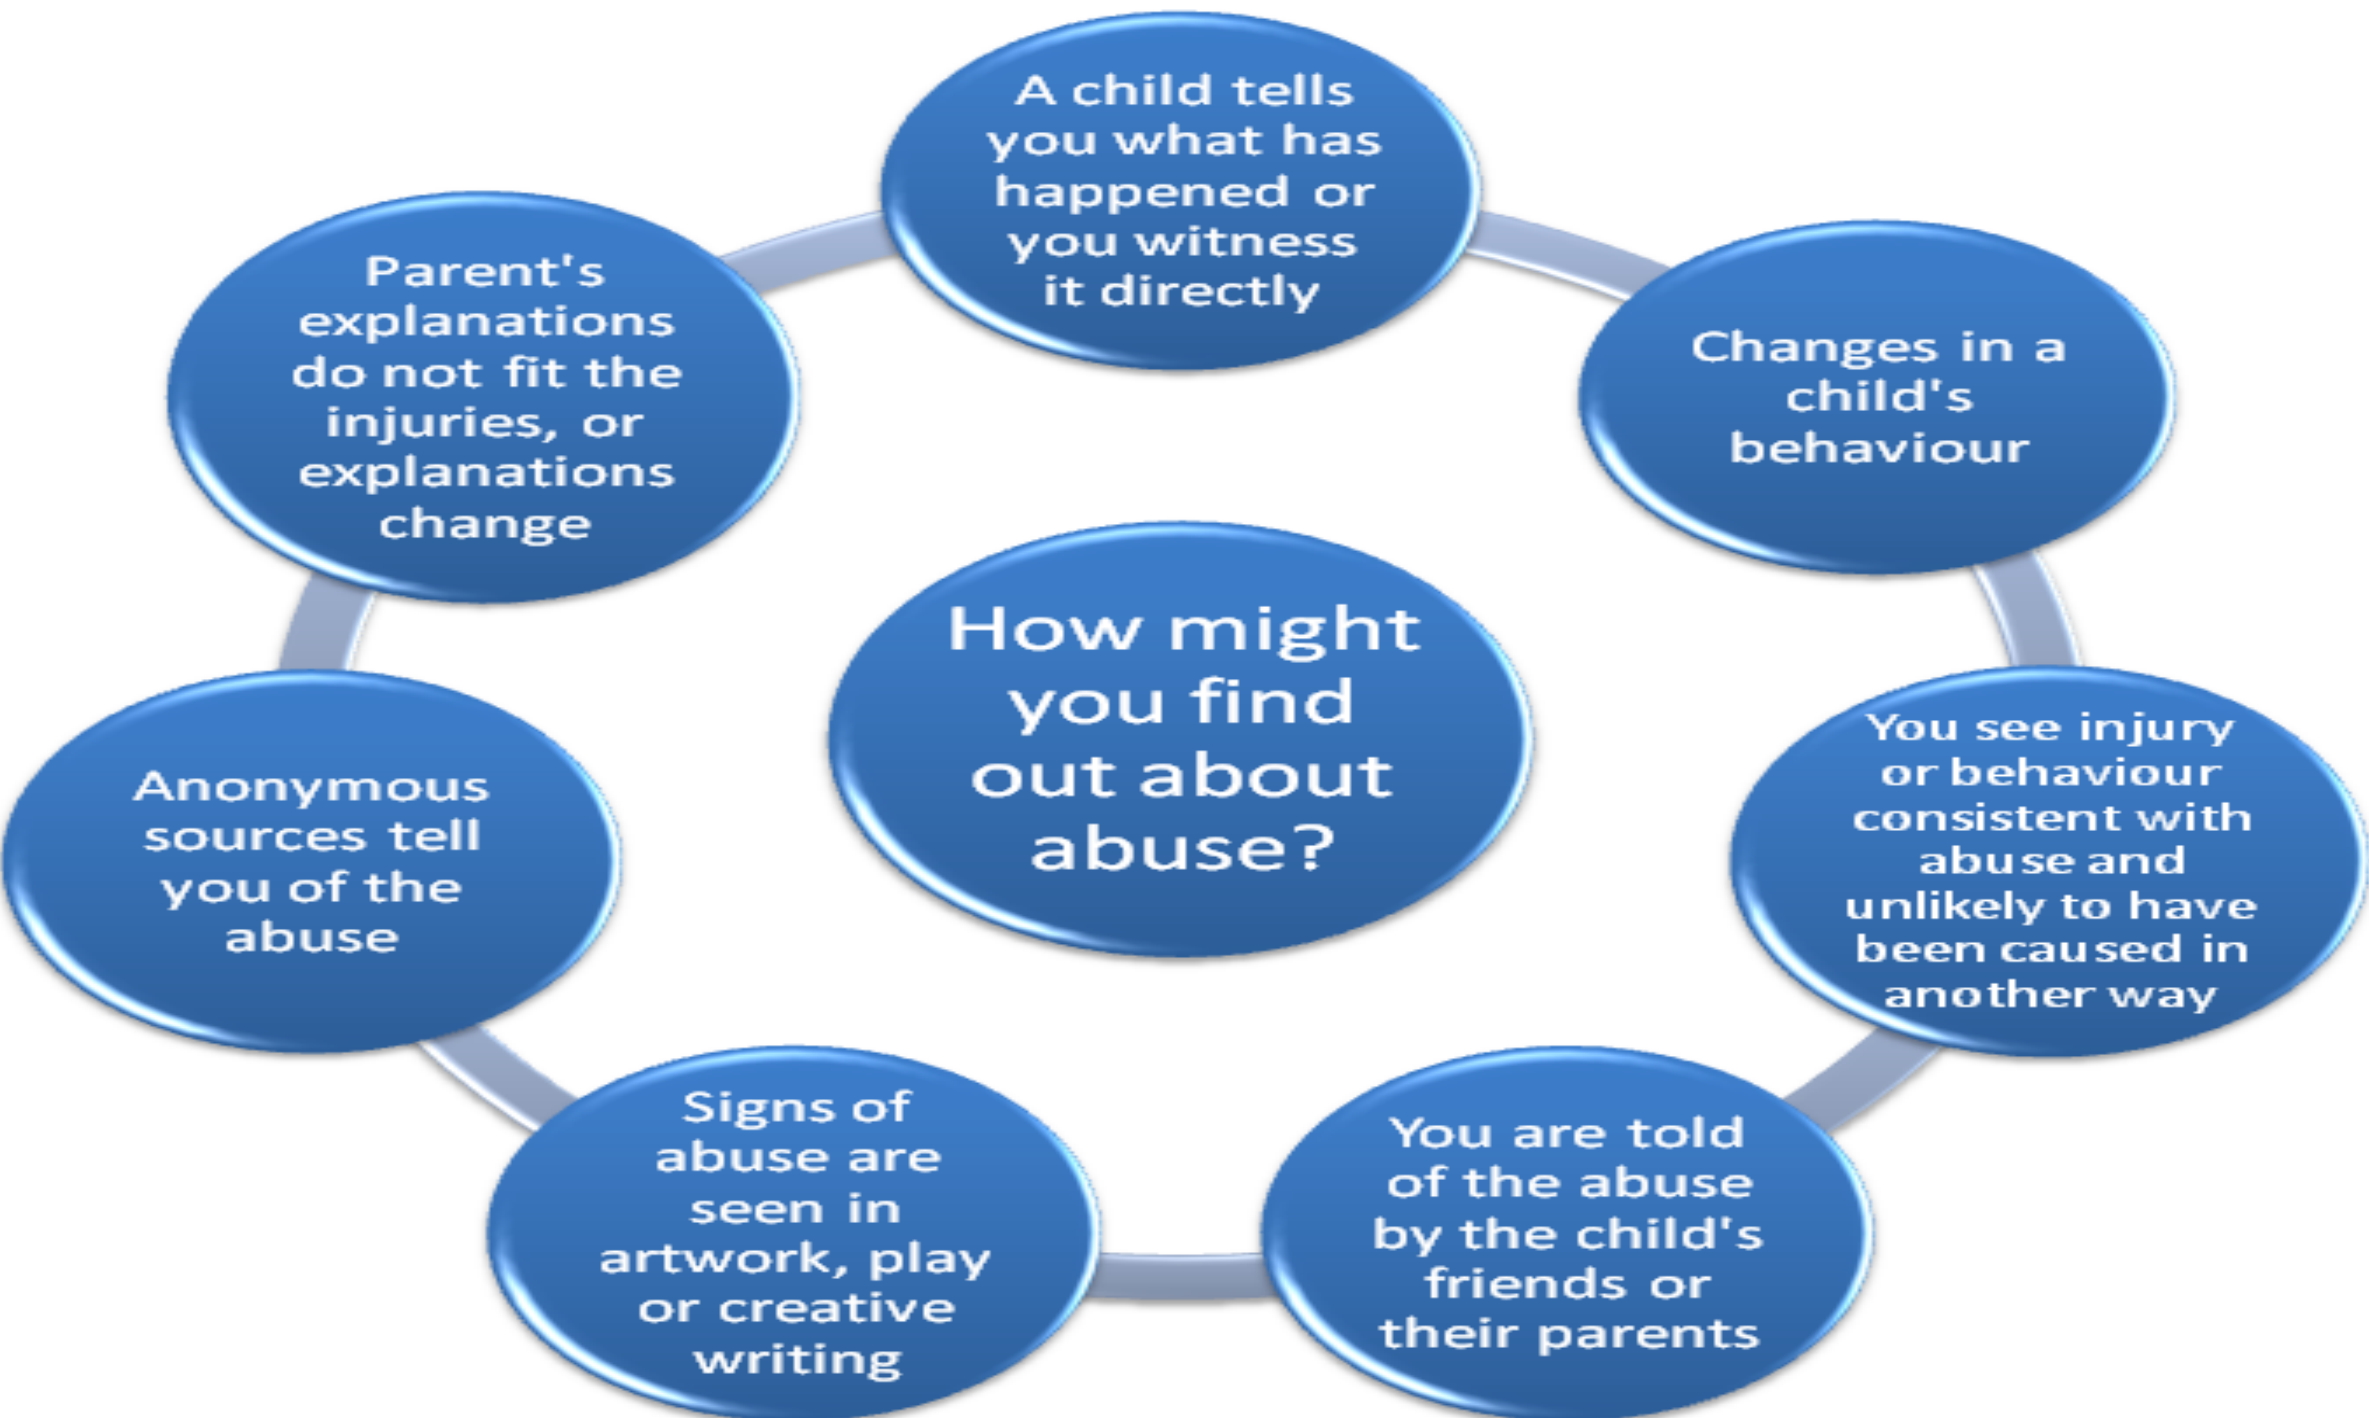 A child tells
you what has
happened or
you witness
it directly
Changes in a
child's
behaviour
You see injury
or behaviour
consistent with
abuse and
unlikely to have
been caused in
another way
You are told
of the abuse
by the child's
friends or
their parents
Signs of
abuse are
seen in
artwork, play
or creative
writing
Anonymous
sources tell
you of the
abuse
Parent's
explanations
do not fit the
injuries, or
explanations
change
How might
you find
out about
abuse?